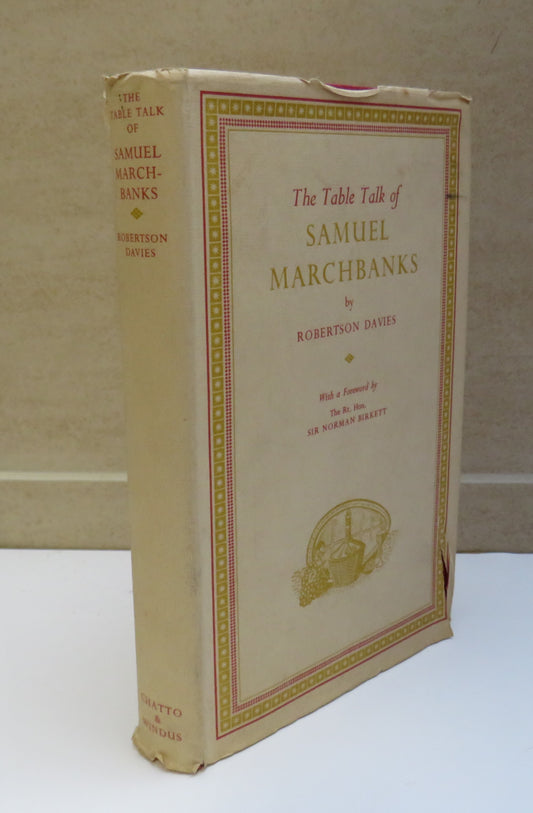 THE
TABLE TALK
OF
SAMUEL
MARCH-
BANKS
ROBERTSON
DAVIES
CHATTO
&
WINDUS
The Table Talk of
SAMUEL
MARCHBANKS
by
ROBERTSON DAVIES
With a Foreword by
The Rt. Hon.
SIR NORMAN BIRKETT